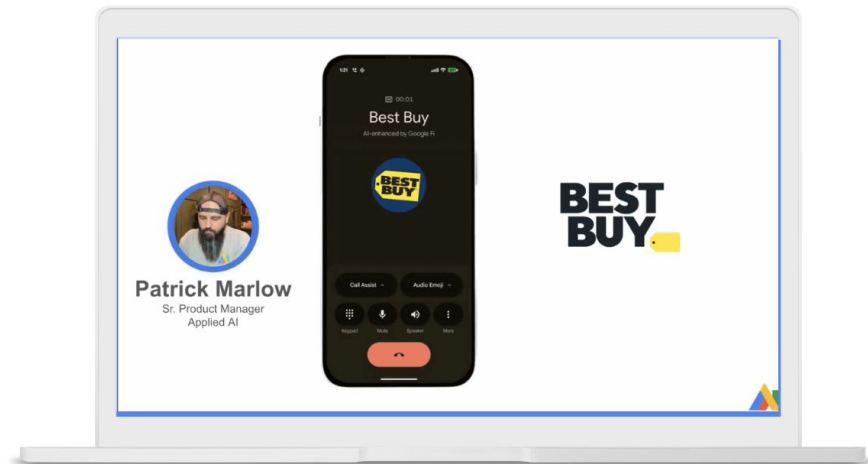 Patrick Marlow
Sr. Product Manager
Applied AI
1:21
00:01
Best Buy
AI-enhanced by Google Fi
BEST
BUY
Call Assist
Audio Emoji
Keypad
Mute
Speaker
More
BEST
BUY